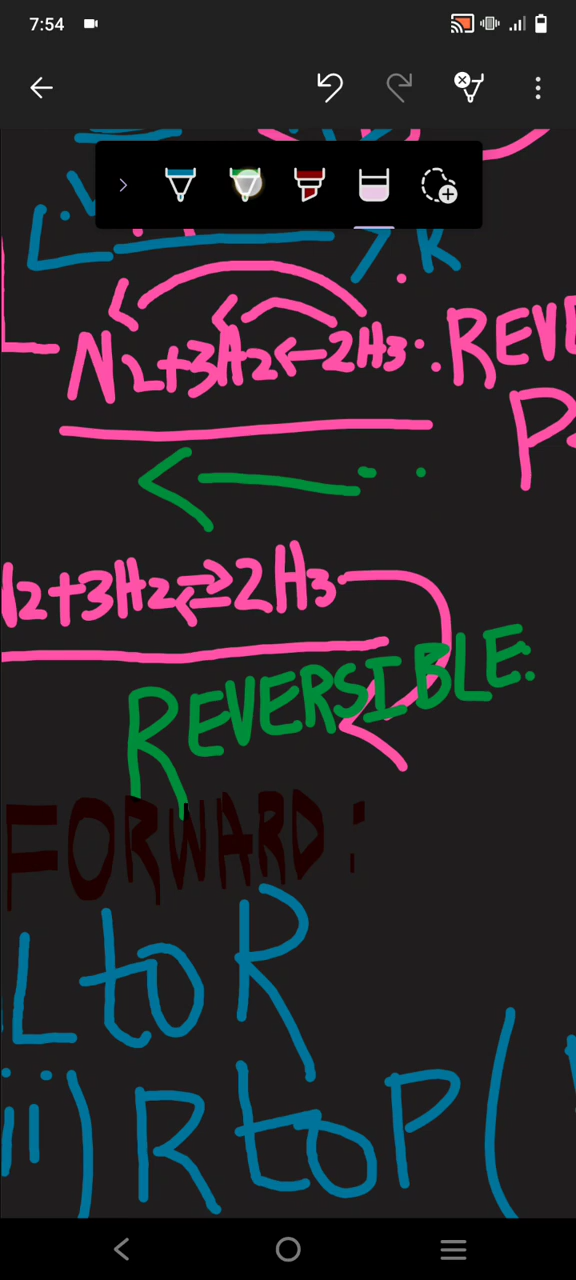 7:54
K
N2+3H2←2H3:. REVE
P
N2+3H2⇄2H3
REVERSIBLE:
FORWARD:
L to R
ii) R to P (